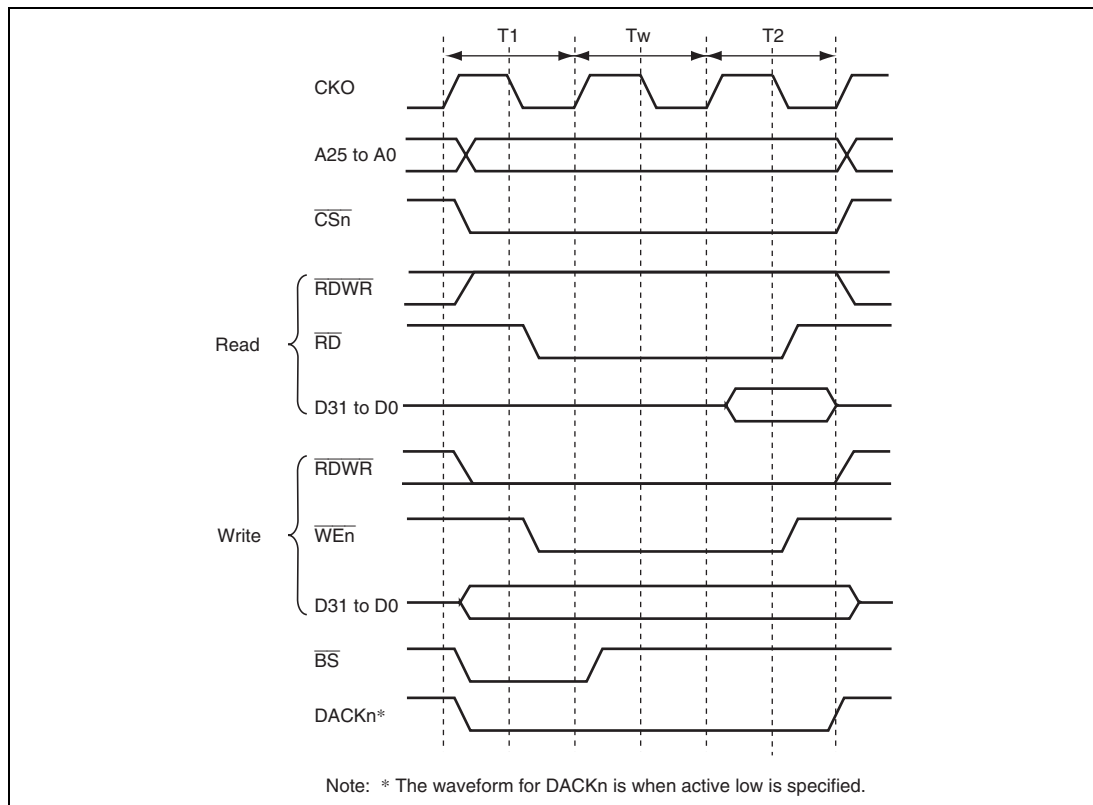 T1 Tw T2
CKO
A25 to A0
CSn
RDWR
Read
RD
D31 to D0
RDWR
Write
WEn
D31 to D0
BS
DACKn*
Note: * The waveform for DACKn is when active low is specified.